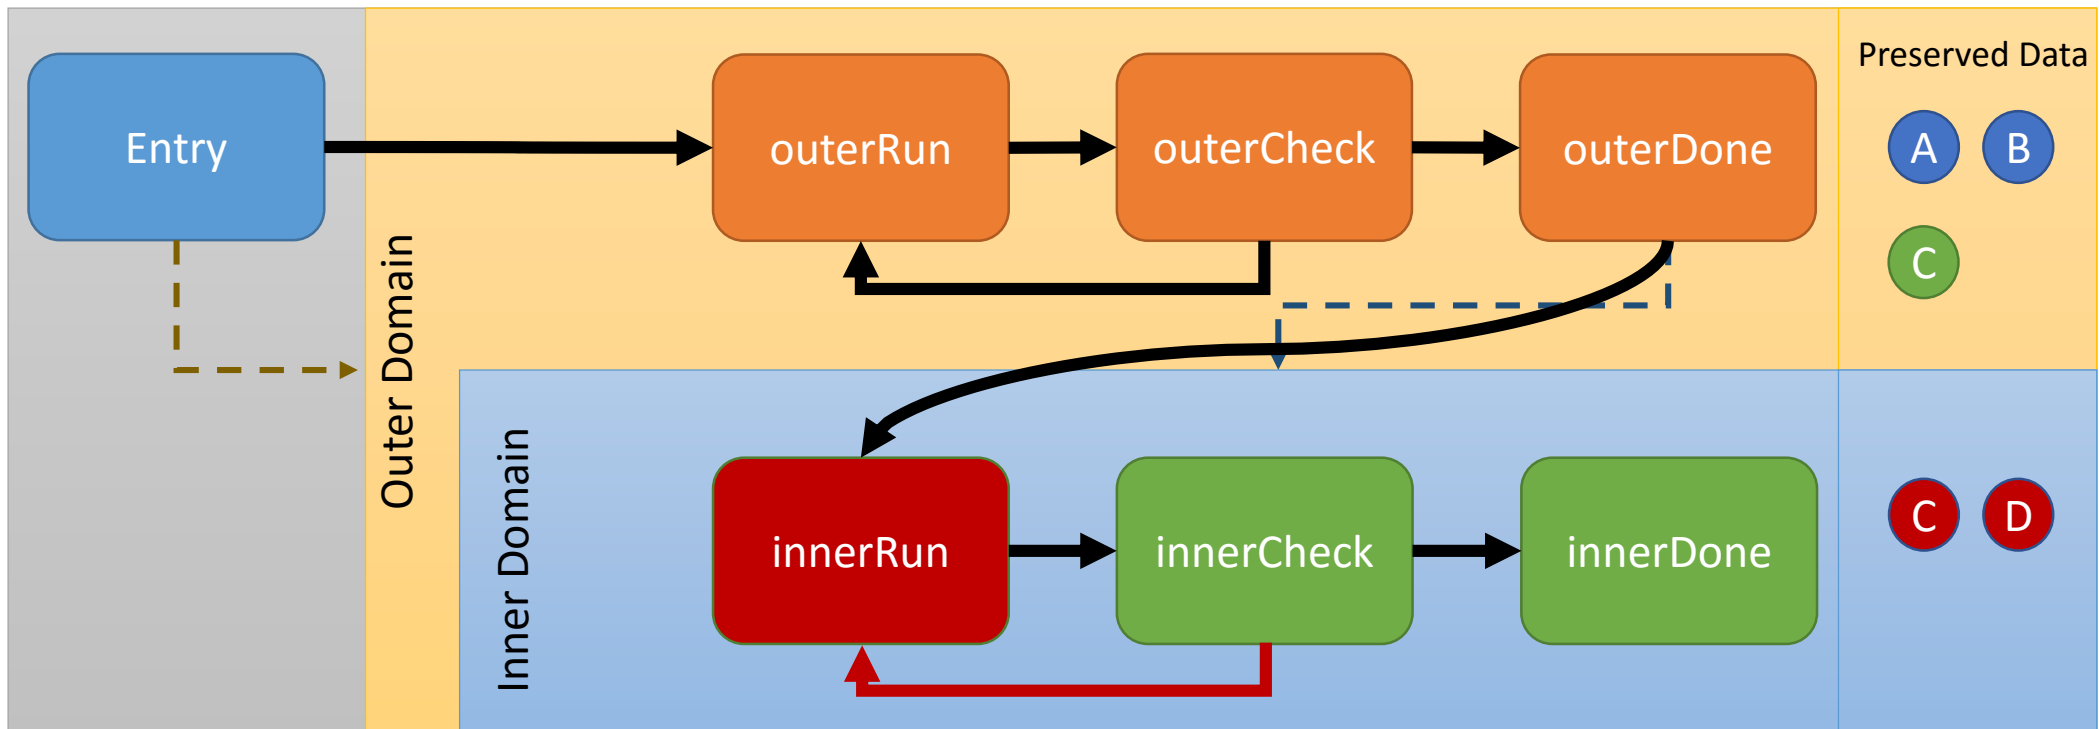 Preserved Data
Entry
outerRun
outerCheck
outerDone
A
B
C
Outer Domain
Inner Domain
innerRun
innerCheck
innerDone
C
D